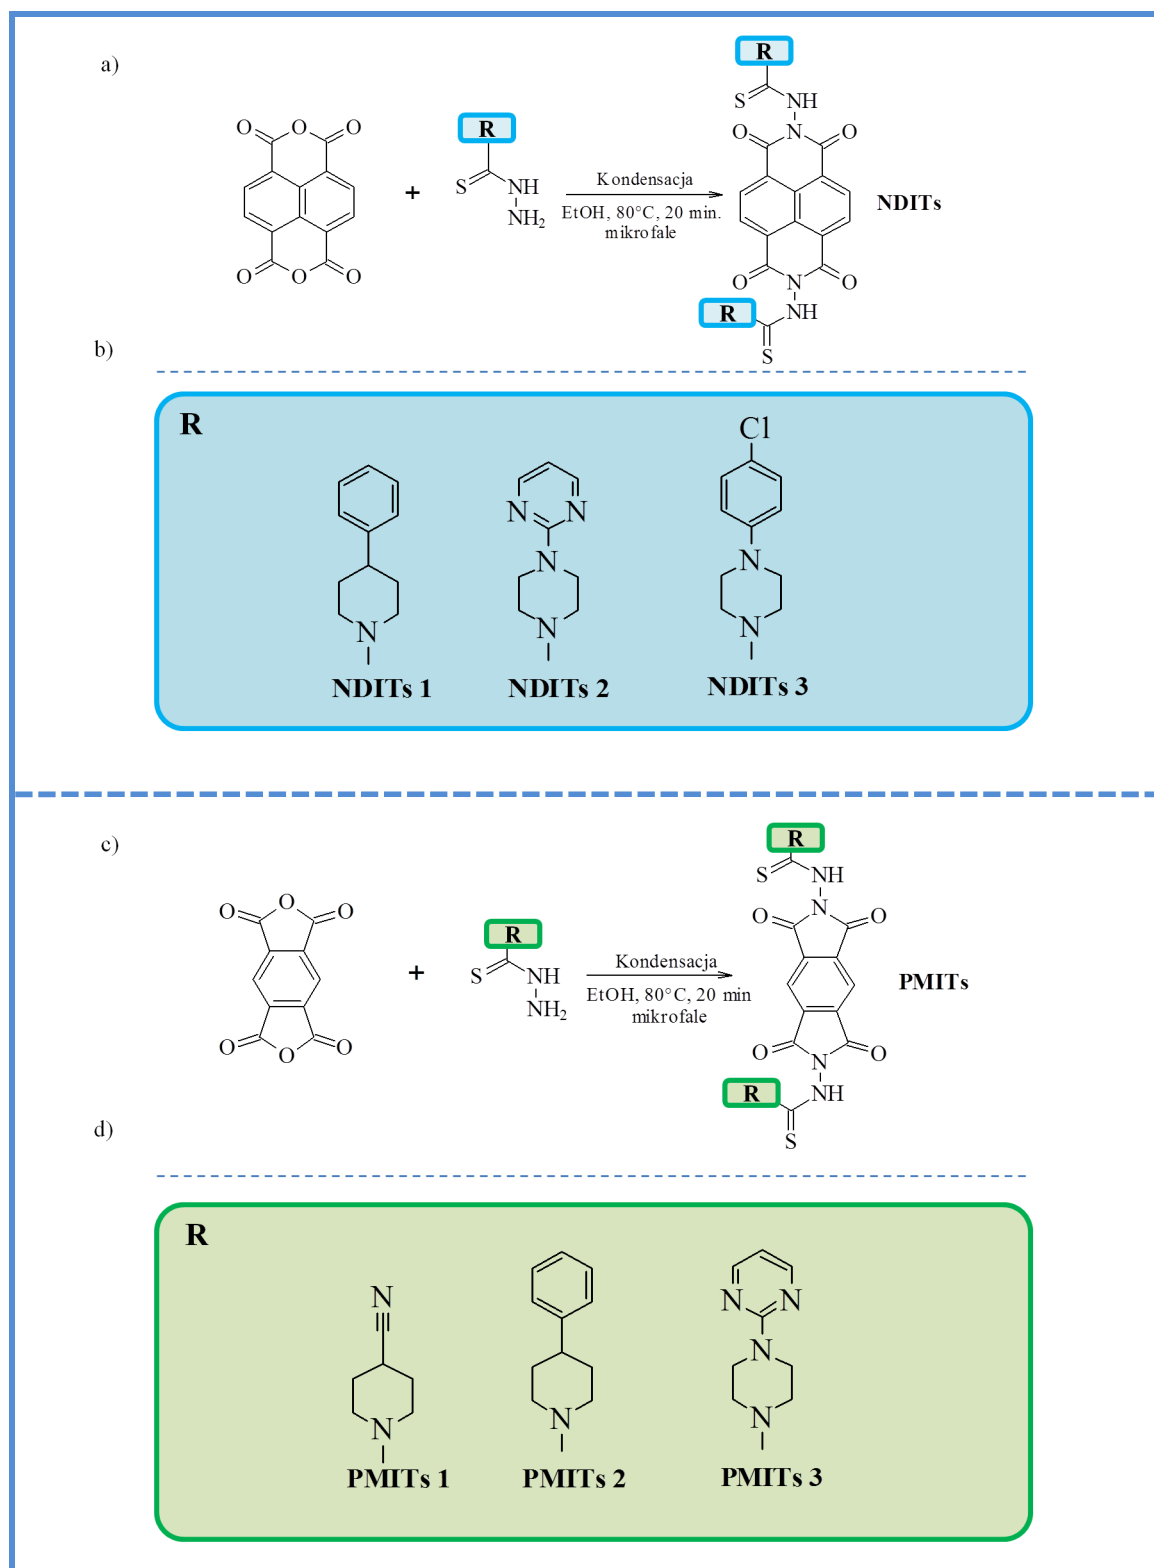 a)
R
S
NH
N
O
O
O
O
O
O
O
O
N
NH
R
S
+
R
S
NH
NH₂
Kondensacja
EtOH, 80°C, 20 min.
mikrofale
NDITs
O
O
b)
R
Cl
N
N
N
N
N
N
N
NDITs 1
NDITs 2
NDITs 3
c)
R
S
NH
N
O
O
O
O
O
O
O
O
O
O
N
NH
R
S
+
R
S
NH
NH₂
Kondensacja
EtOH, 80°C, 20 min
mikrofale
PMITs
d)
R
N
N
N
N
N
N
N
PMITs 1
PMITs 2
PMITs 3